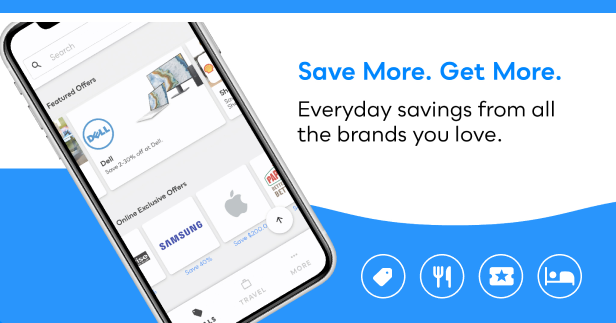 Search
Featured Offers
DELL
Dell
Save 2-30% off at Dell
Online Exclusive Offers
SAMSUNG
Save 40%
Save $200.0
TRAVEL
MORE
Save More. Get More.
Everyday savings from all
the brands you love.